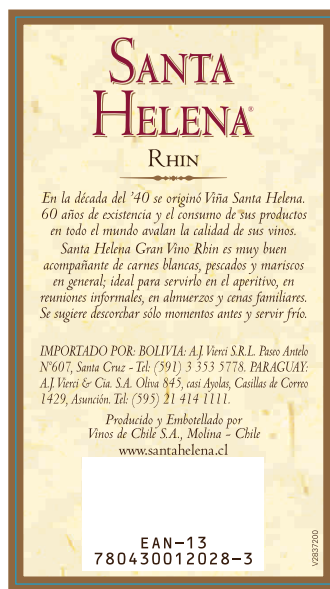 SANTA
HELENA®
RHIN
En la década del '40 se originó Viña Santa Helena.
60 años de existencia y el consumo de sus productos
en todo el mundo avalan la calidad de sus vinos.
Santa Helena Gran Vino Rhin es muy buen
acompañante de carnes blancas, pescados y mariscos
en general; ideal para servirlo en el aperitivo, en
reuniones informales, en almuerzos y cenas familiares.
Se sugiere descorchar sólo momentos antes y servir frío.
IMPORTADO POR: BOLIVIA: A.J. Vierci S.R.L. Paseo Antelo
N°607, Santa Cruz - Tel: (591) 3 353 5778. PARAGUAY:
A.J. Vierci & Cia. S.A. Oliva 845, casi Ayolas, Casillas de Correo
1429, Asunción. Tel: (595) 21 414 1111.
Producido y Embotellado por
Vinos de Chile S.A., Molina - Chile
www.santahelena.cl
EAN-13
780430012028-3
V2837200